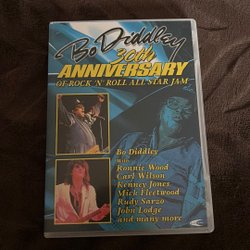 Bo Diddley
30th
ANNIVERSARY
OF ROCK 'N' ROLL ALL STAR JAM
Bo Diddley
with
Ronnie Wood
Carl Wilson
Kenney Jones
Mick Fleetwood
Rudy Sarzo
John Lodge
and many more